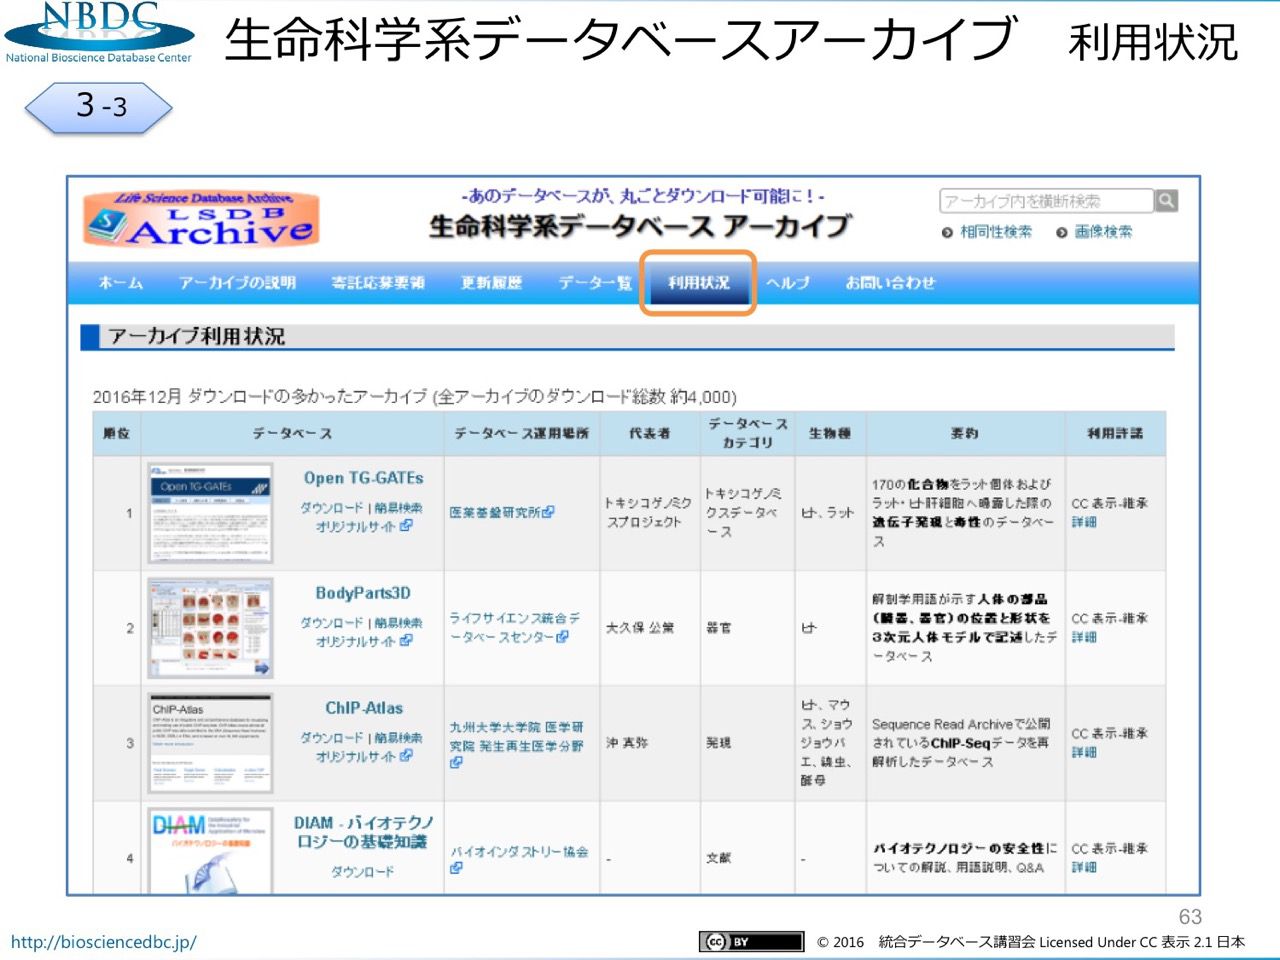 NBDC
National Bioscience Database Center
生命科学系データベースアーカイブ 利用状況
3-3
Life Science Database Archive
LSDB
Archive
-あのデータベースが、丸ごとダウンロード可能に！-
生命科学系データベース アーカイブ
アーカイブ内を横断検索
相同性検索 画像検索
ホーム アーカイブの説明 寄託応募要領 更新履歴 データ一覧 利用状況 ヘルプ お問い合わせ
アーカイブ利用状況
2016年12月 ダウンロードの多かったアーカイブ (全アーカイブのダウンロード総数 約4,000)
順位 データベース データベース運用場所 代表者 データベース
カテゴリ 生物種 要約 利用許諾
1
Open TG-GATEs
Open TG-GATEs
ダウンロード | 簡易検索
オリジナルサイト
医薬基盤研究所
トキシコゲノミク
スプロジェクト
トキシコゲノミ
クスデータベ
ース
ヒト、ラット
170の化合物をラット個体および
ラット・ヒト肝細胞へ曝露した際の
遺伝子発現と毒性のデータベー
ス
CC 表示-継承
詳細
2
BodyParts3D
ダウンロード | 簡易検索
オリジナルサイト
ライフサイエンス統合デ
ータベースセンター
大久保 公策
器官
ヒト
解剖学用語が示す人体の部品
（臓器、器官）の位置と形状を
3次元人体モデルで記述したデ
ータベース
CC 表示-継承
詳細
3
ChIP-Atlas
ChIP-Atlas
ダウンロード | 簡易検索
オリジナルサイト
九州大学大学院 医学研
究院 発生再生医学分野
沖 真弥
発現
ヒト、マウ
ス、ショウ
ジョウバ
エ、線虫、
酵母
Sequence Read Archiveで公開
されているChIP-Seqデータを再
解析したデータベース
CC 表示-継承
詳細
4
DIAM
バイオテクノロジーの基礎知識
DIAM - バイオテクノ
ロジーの基礎知識
ダウンロード
バイオインダストリー協会
-
文献
-
バイオテクノロジーの安全性に
ついての解説、用語説明、Q&A
CC 表示-継承
詳細
63
http://biosciencedbc.jp/
cc BY
© 2016 統合データベース講習会 Licensed Under CC 表示 2.1 日本